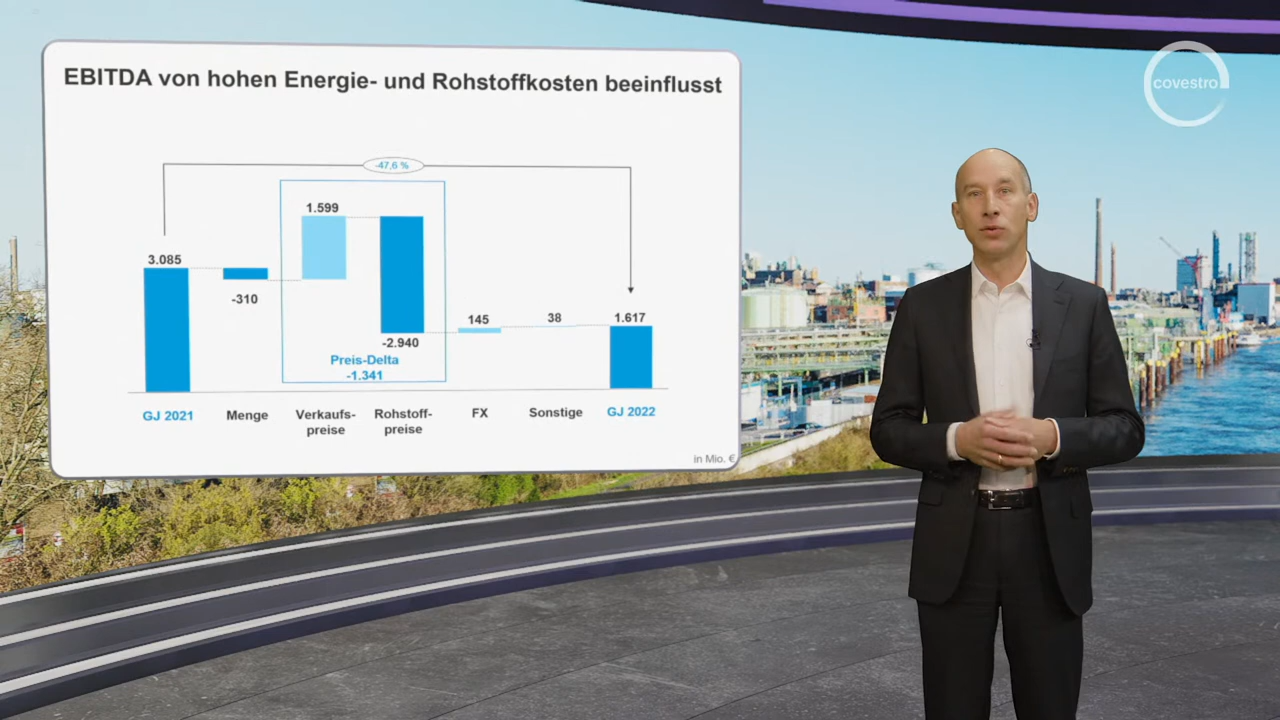 EBITDA von hohen Energie- und Rohstoffkosten beeinflusst
covestro
-47,6 %
1.599
3.085
-310
-2.940
145
38
1.617
Preis-Delta
-1.341
GJ 2021
Menge
Verkaufs-
preise
Rohstoff-
preise
FX
Sonstige
GJ 2022
in Mio. €